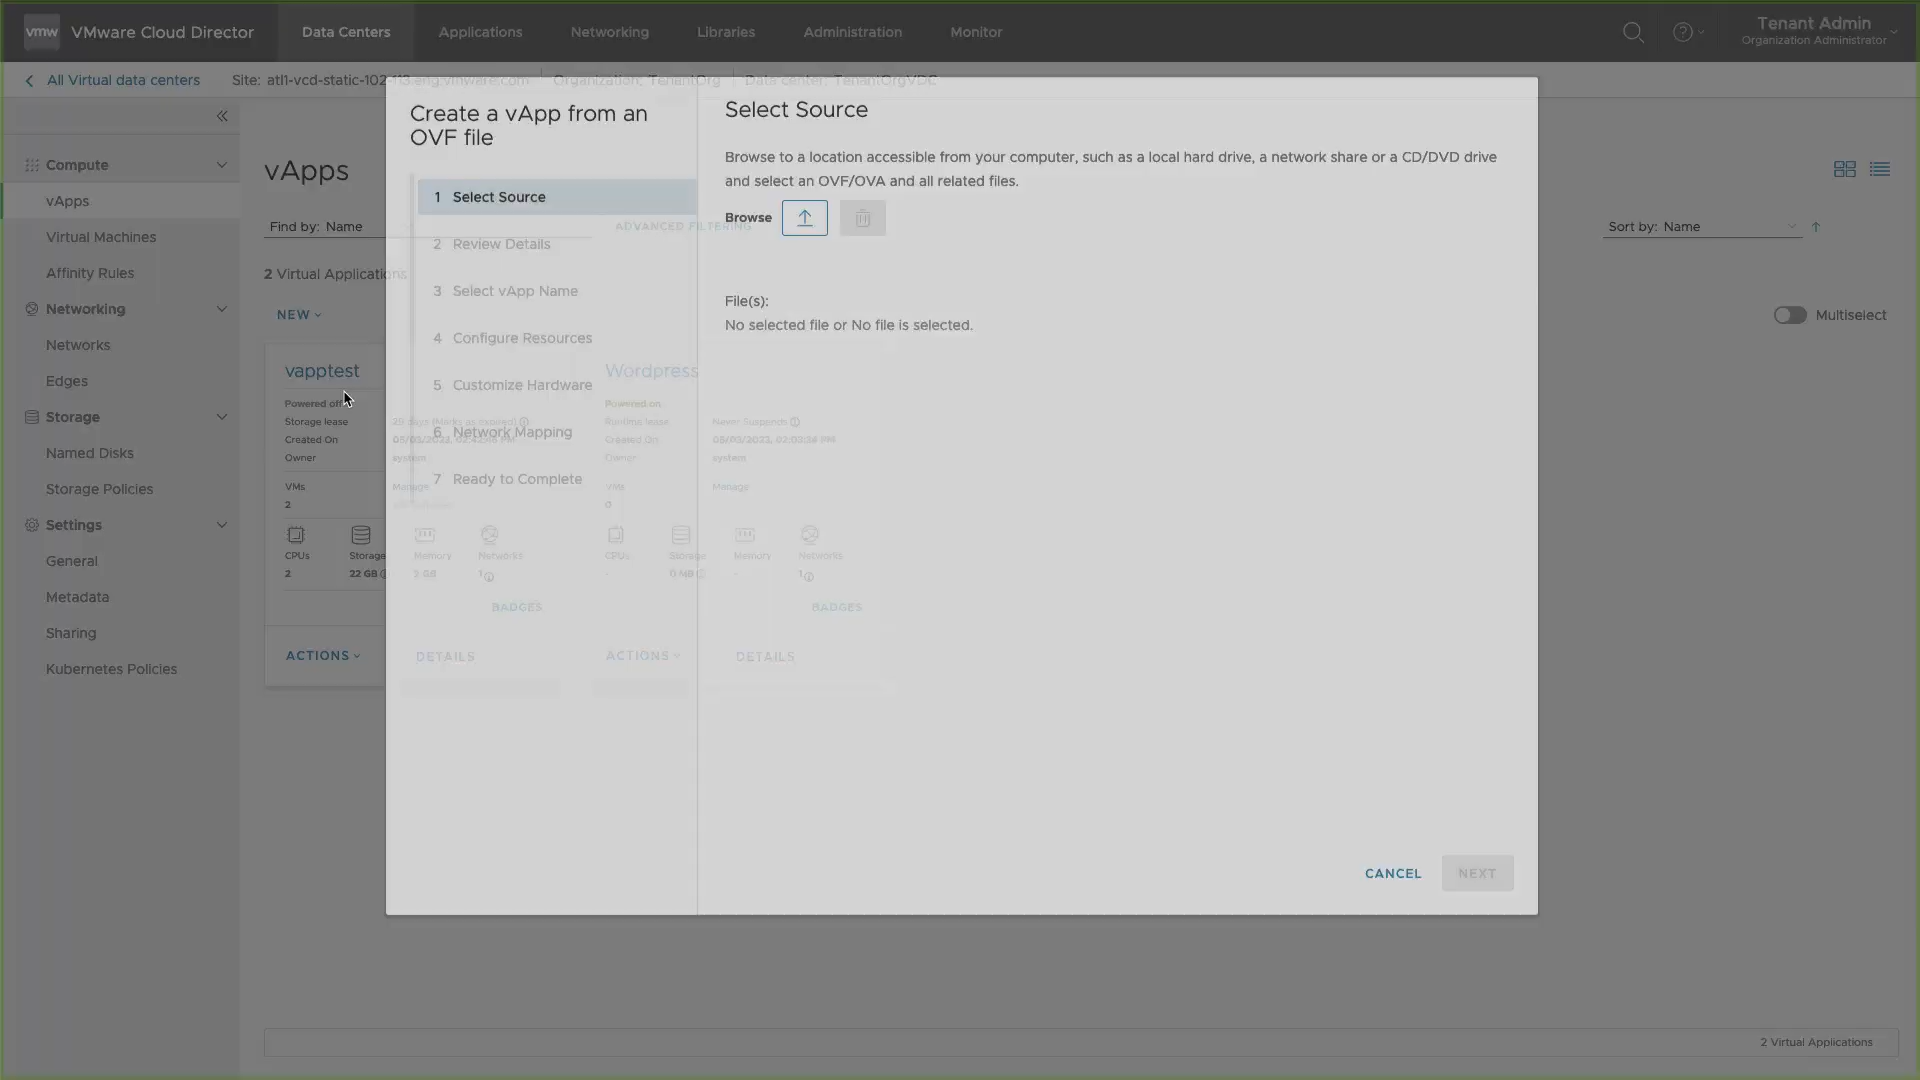 vmw VMware Cloud Director
Data Centers
Applications
Networking
Libraries
Administration
Monitor
Tenant Admin
Organization Administrator
All Virtual data centers
Site: atl1-vcd-static-102-113.eng.vmware.com
Organization: TenantOrg
Data center: TenantOrgVDC
Compute
vApps
Virtual Machines
Affinity Rules
Networking
Networks
Edges
Storage
Named Disks
Storage Policies
Settings
General
Metadata
Sharing
Kubernetes Policies
vApps
Find by: Name
ADVANCED FILTERING
Sort by: Name
2 Virtual Applications
NEW
Multiselect
vapptest
Powered off
Storage lease
25 days (Marks as expired)
Created On
05/03/2023, 02:42:46 PM
Owner
system
VMs
Manage
2
CPUs
Storage
Memory
Networks
2
22 GB
1
BADGES
ACTIONS
DETAILS
Wordpress
Powered on
Runtime lease
Never Suspends
Created On
Owner
system
VMs
Manage
0
CPUs
Storage
Memory
Networks
-
0 MB
-
1
BADGES
ACTIONS
DETAILS
Create a vApp from an
OVF file
1 Select Source
2 Review Details
3 Select vApp Name
4 Configure Resources
5 Customize Hardware
6 Network Mapping
7 Ready to Complete
Select Source
Browse to a location accessible from your computer, such as a local hard drive, a network share or a CD/DVD drive
and select an OVF/OVA and all related files.
Browse
File(s):
No selected file or No file is selected.
CANCEL
NEXT
2 Virtual Applications